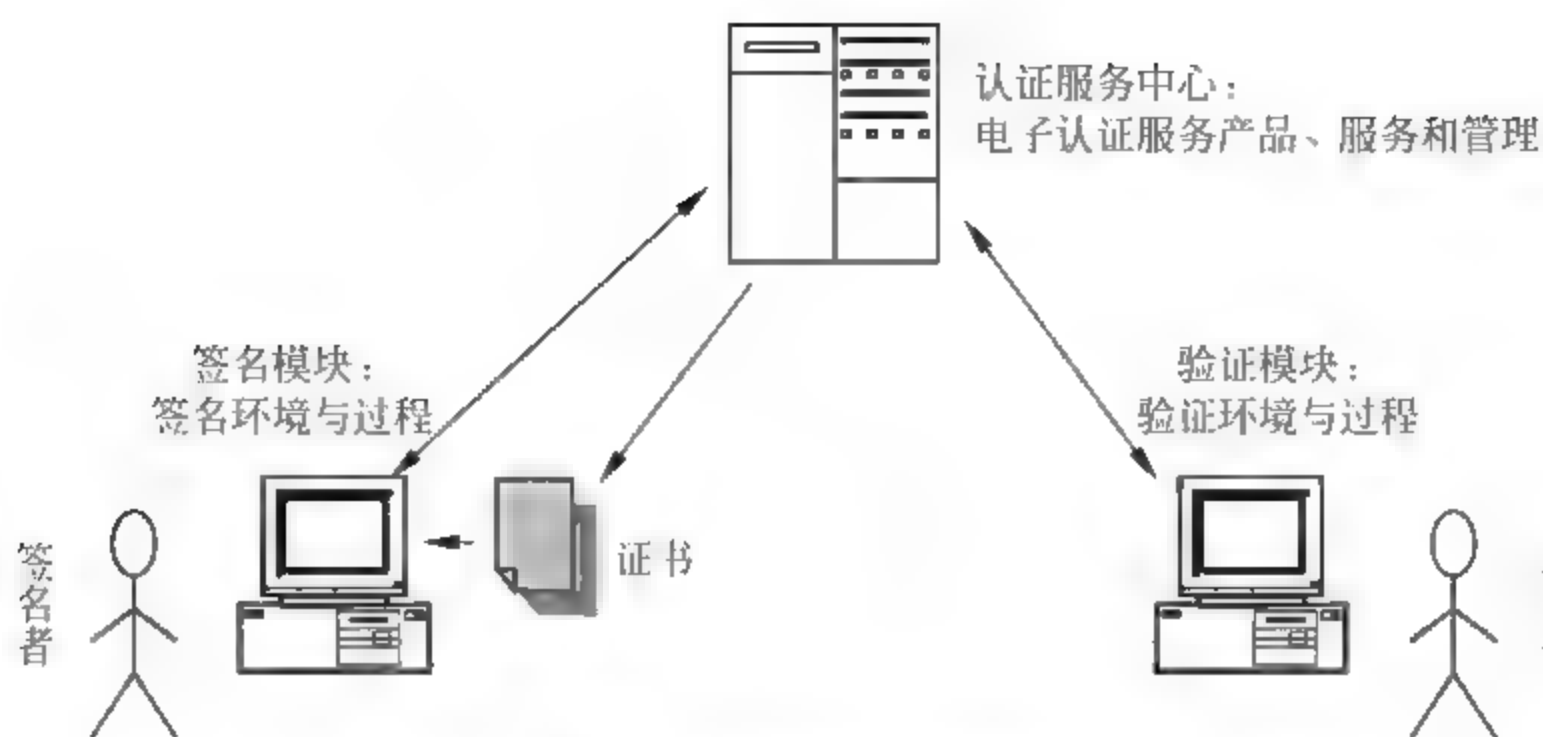 认证服务中心：
电子认证服务产品、服务和管理
签名模块：
签名环境与过程
验证模块：
验证环境与过程
证书
签名者